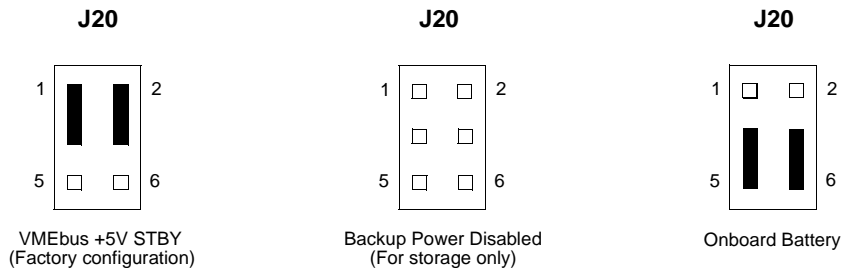 J20
1 2
5 6
VMEbus +5V STBY
(Factory configuration)
J20
1 2
5 6
Backup Power Disabled
(For storage only)
J20
1 2
5 6
Onboard Battery